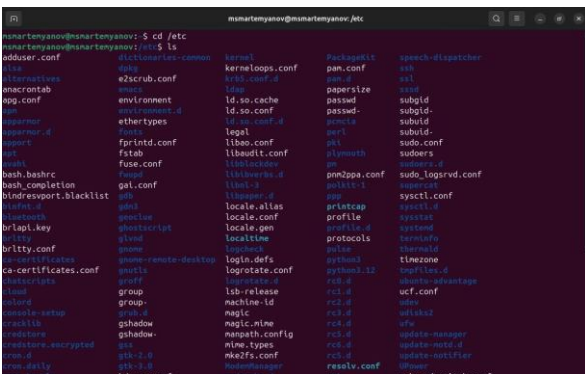 msmartemyanov@msmartemyanov: /etc
msmartemyanov@msmartemyanov:~$ cd /etc
msmartemyanov@msmartemyanov:/etc$ ls
adduser.conf dictionaries-common kernel PackageKit speech-dispatcher
alsa dpkg kerneloops.conf pam.conf ssh
alternatives e2scrub.conf krb5.conf.d pam.d ssl
anacrontab emacs ldap papersize sssd
apg.conf environment ld.so.cache passwd subgid
apm environment.d ld.so.conf passwd- subgid-
apparmor ethertypes ld.so.conf.d pcmcia subuid
apparmor.d fonts legal perl subuid-
apport fprintd.conf libao.conf pki sudo.conf
apt fstab libaudit.conf plymouth sudoers
avahi fuse.conf libblockdev pm sudoers.d
bash.bashrc fwupd libibverbs.d pnm2ppa.conf sudo_logsrvd.conf
bash_completion gai.conf libnl-3 polkit-1 supercat
bindresvport.blacklist gdb libpaper.d ppp sysctl.conf
binfmt.d gdm3 locale.alias printcap sysctl.d
bluetooth geoclue locale.conf profile sysstat
brlapi.key ghostscript locale.gen profile.d systemd
brltty glvnd localtime protocols terminfo
brltty.conf gnome logcheck pulse thermald
ca-certificates gnome-remote-desktop login.defs python3 timezone
ca-certificates.conf gnutls logrotate.conf python3.12 tmpfiles.d
chatscripts groff logrotate.d rc0.d ubuntu-advantage
cloud group lsb-release rc1.d ucf.conf
colord group- machine-id rc2.d udev
console-setup grub.d magic rc3.d udisks2
cracklib gshadow magic.mime rc4.d ufw
credstore gshadow- manpath.config rc5.d update-manager
credstore.encrypted gss mime.types rc6.d update-motd.d
cron.d gtk-2.0 mke2fs.conf rcS.d update-notifier
cron.daily gtk-3.0 ModemManager resolv.conf UPower